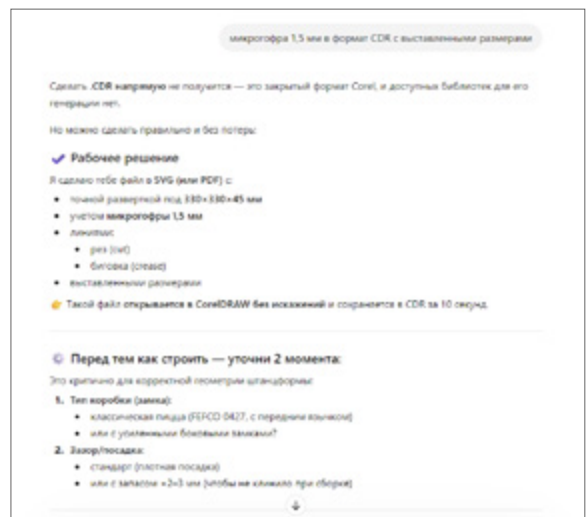 микрогофра 1,5 мм в формат CDR с выставленными размерами
Сделать .CDR напрямую не получится — это закрытый формат Corel, и доступных библиотек для его
генерации нет.
Но можно сделать правильно и без потерь:
Рабочее решение
Я сделаю тебе файл в SVG (или PDF) с:
точной разверткой под 330×330×45 мм
учетом микрогофры 1,5 мм
линиями:
рез (cut)
биговка (crease)
выставленными размерами
Такой файл открывается в CorelDRAW без искажений и сохраняется в CDR за 10 секунд.
Перед тем как строить — уточни 2 момента:
Это критично для корректной геометрии штанцформы:
1. Тип коробки (замка):
классическая пицца (FEFCO 0427, с передним язычком)
или с усиленными боковыми замками?
2. Зазор/посадка:
стандарт (плотная посадка)
или с запасом +2–3 мм (чтобы не клинило при сборке)